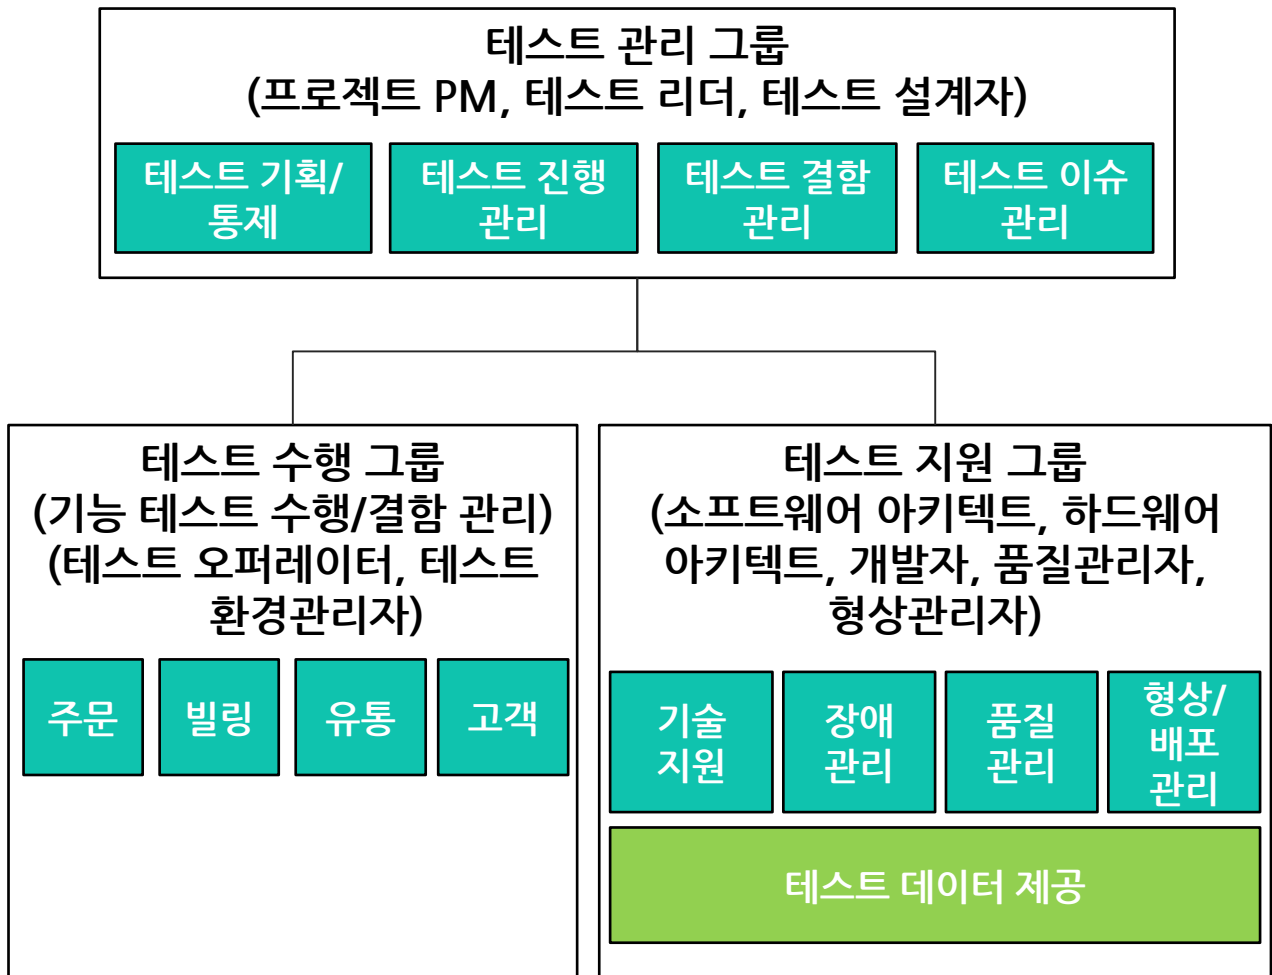 테스트 관리 그룹
(프로젝트 PM, 테스트 리더, 테스트 설계자)
테스트 기획/
통제
테스트 진행
관리
테스트 결함
관리
테스트 이슈
관리
테스트 수행 그룹
(기능 테스트 수행/결함 관리)
(테스트 오퍼레이터, 테스트
환경관리자)
주문
빌링
유통
고객
테스트 지원 그룹
(소프트웨어 아키텍트, 하드웨어
아키텍트, 개발자, 품질관리자,
형상관리자)
기술
지원
장애
관리
품질
관리
형상/
배포
관리
테스트 데이터 제공